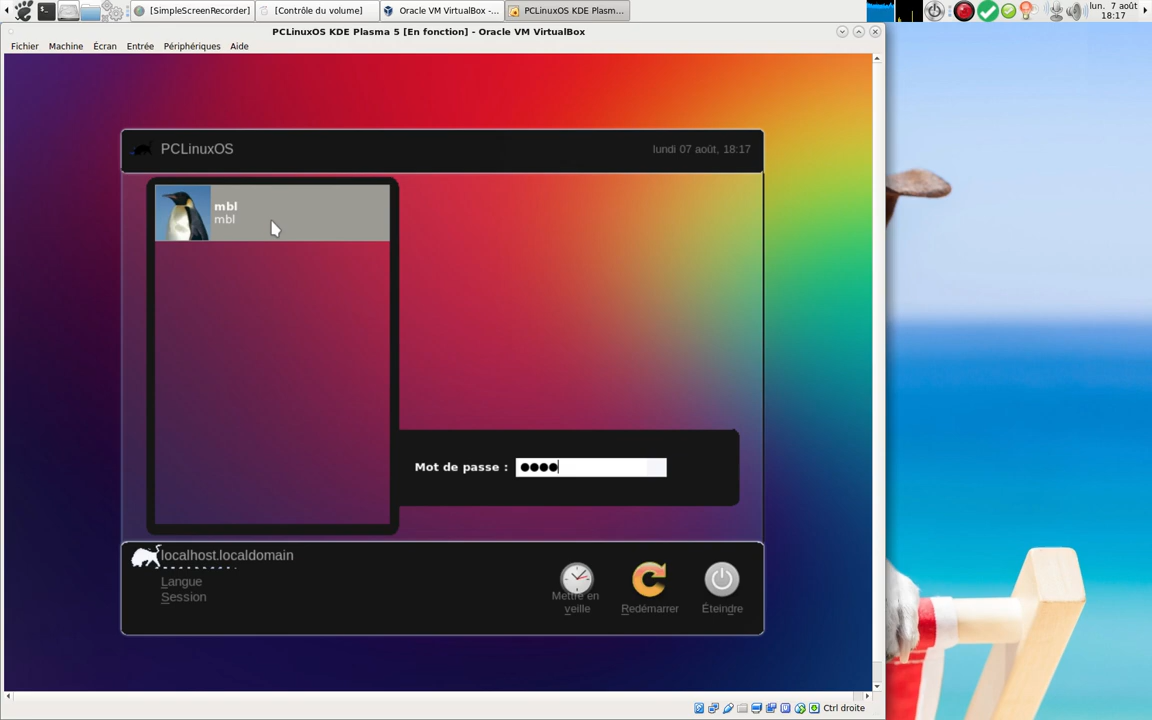 [SimpleScreenRecorder]
[Contrôle du volume]
Oracle VM VirtualBox -...
PCLinuxOS KDE Plasm...
lun. 7 août
18:17
PCLinuxOS KDE Plasma 5 [En fonction] - Oracle VM VirtualBox
Fichier Machine Écran Entrée Périphériques Aide
PCLinuxOS
lundi 07 août, 18:17
mbl
mbl
Mot de passe :
localhost.localdomain
Langue
Session
Mettre en
veille
Redémarrer
Éteindre
Ctrl droite